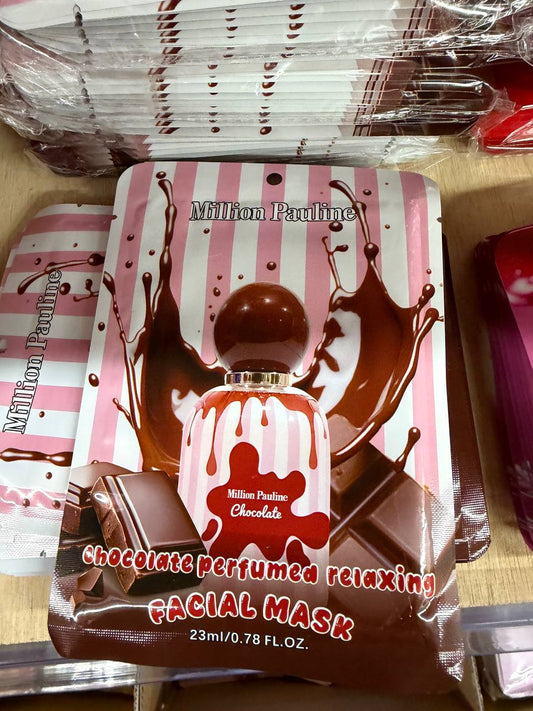 Million Pauline
Million Pauline
Million Pauline
Chocolate
Chocolate perfumed relaxing
FACIAL MASK
23ml/0.78 FL.OZ.